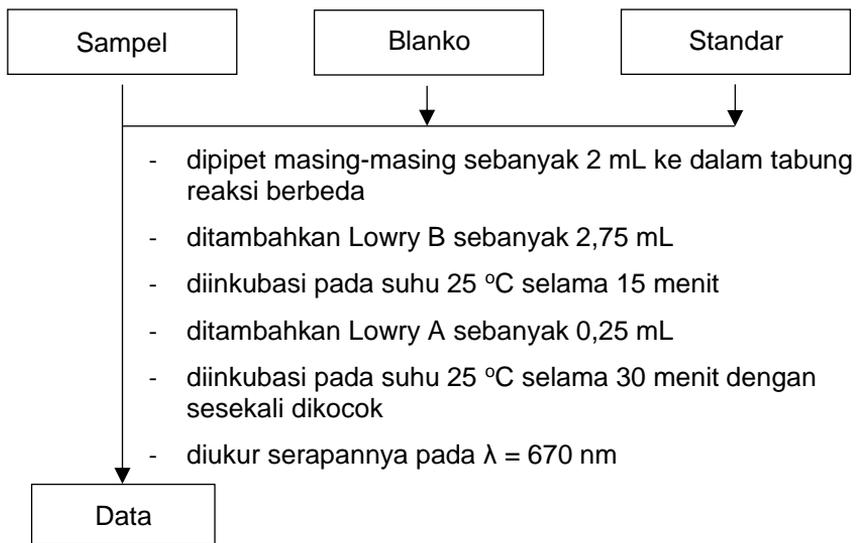 Sampel
Blanko
Standar
- dipipet masing-masing sebanyak 2 mL ke dalam tabung
reaksi berbeda
- ditambahkan Lowry B sebanyak 2,75 mL
- diinkubasi pada suhu 25 ºC selama 15 menit
- ditambahkan Lowry A sebanyak 0,25 mL
- diinkubasi pada suhu 25 ºC selama 30 menit dengan
sesekali dikocok
- diukur serapannya pada λ = 670 nm
Data